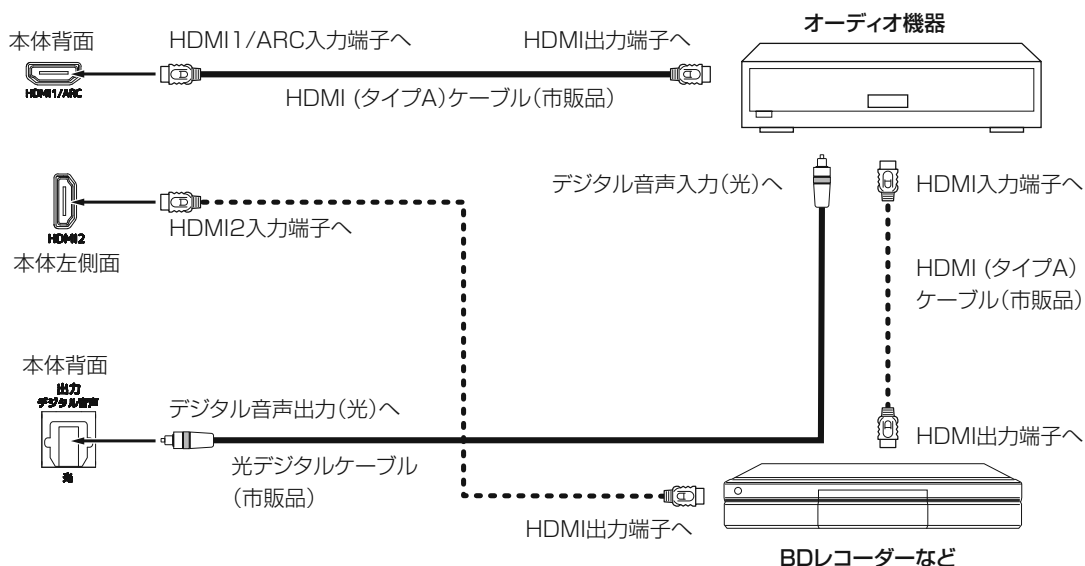 オーディオ機器
本体背面
HDMI1/ARC入力端子へ
HDMI出力端子へ
HDMI1/ARC
HDMI (タイプA)ケーブル(市販品)
デジタル音声入力(光)へ
HDMI入力端子へ
HDMI2
HDMI2入力端子へ
本体左側面
HDMI (タイプA)
ケーブル(市販品)
本体背面
出力
デジタル音声
デジタル音声出力(光)へ
HDMI出力端子へ
光デジタルケーブル
(市販品)
光
HDMI出力端子へ
BDレコーダーなど